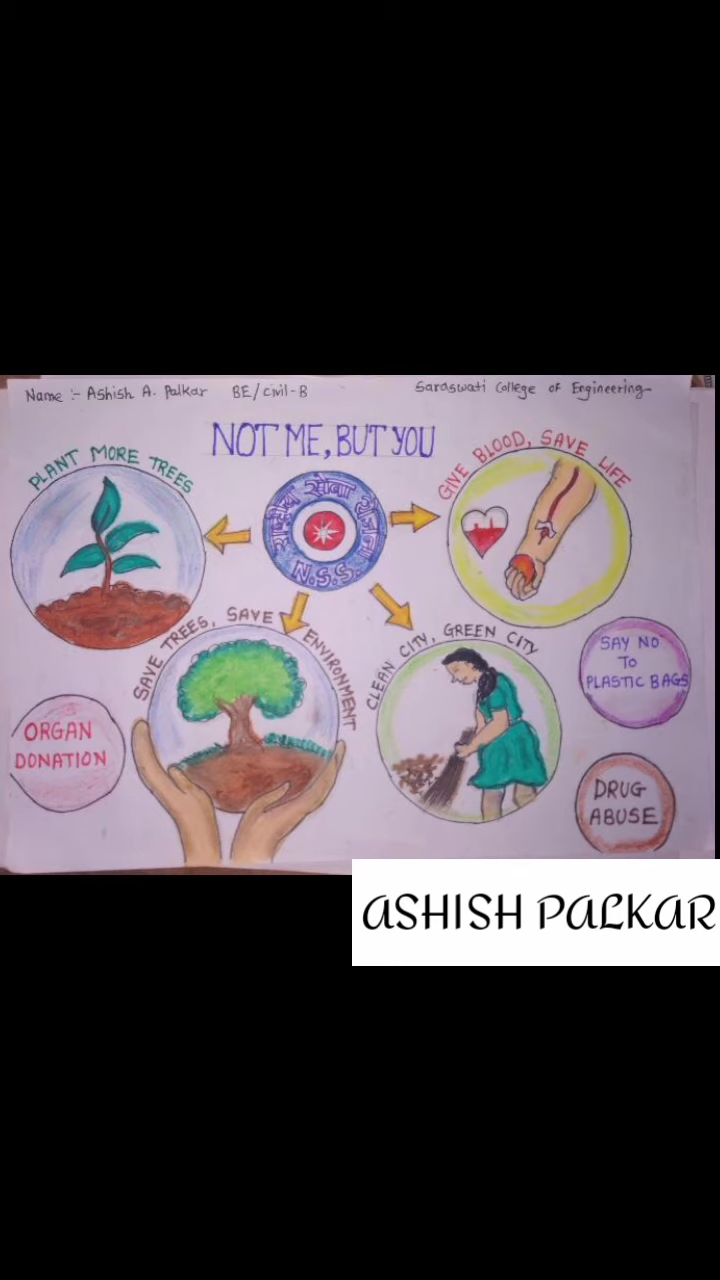 Name :- Ashish A. Palkar BE/civil-B
Saraswati College of Engineering
NOT ME, BUT YOU
PLANT MORE TREES
राष्ट्रीय सेवा योजना
N.S.S.
GIVE BLOOD, SAVE LIFE
SAVE TREES, SAVE ENVIRONMENT
CLEAN CITY, GREEN CITY
SAY NO
TO
PLASTIC BAGS
ORGAN
DONATION
DRUG
ABUSE
ASHISH PALKAR